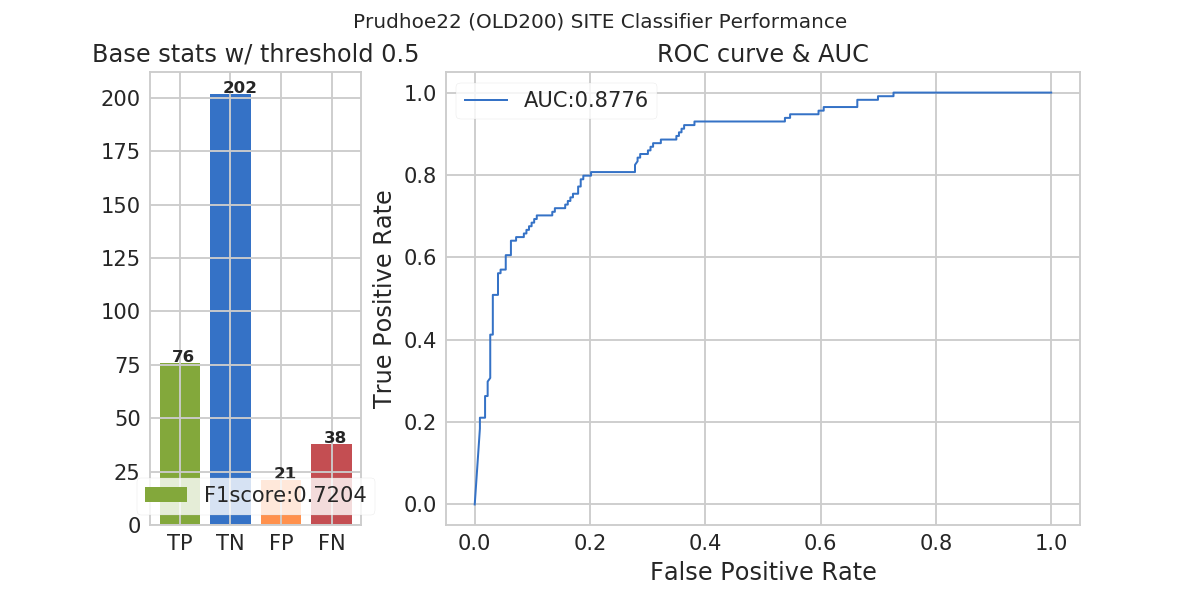 Prudhoe22 (OLD200) SITE Classifier Performance
Base stats w/ threshold 0.5
200
175
150
125
100
75
50
25
0
202
76
21
38
F1score:0.7204
TP TN FP FN
ROC curve & AUC
AUC:0.8776
True Positive Rate
1.0
0.8
0.6
0.4
0.2
0.0
0.0 0.2 0.4 0.6 0.8 1.0
False Positive Rate